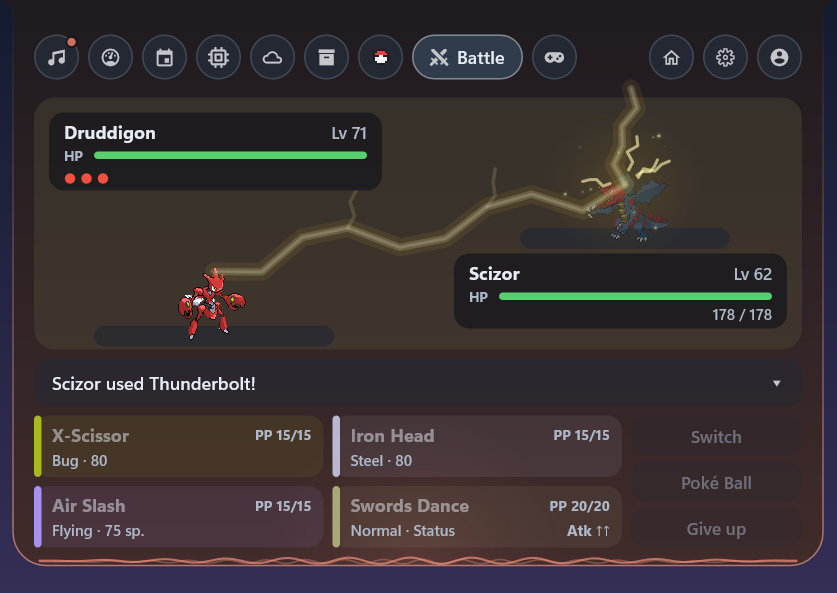 Battle
Druddigon
Lv 71
HP
Scizor
Lv 62
HP
178 / 178
Scizor used Thunderbolt!
X-Scissor
PP 15/15
Bug · 80
Iron Head
PP 15/15
Steel · 80
Switch
Poké Ball
Air Slash
PP 15/15
Flying · 75 sp.
Swords Dance
PP 20/20
Normal · Status
Atk ↑↑
Give up